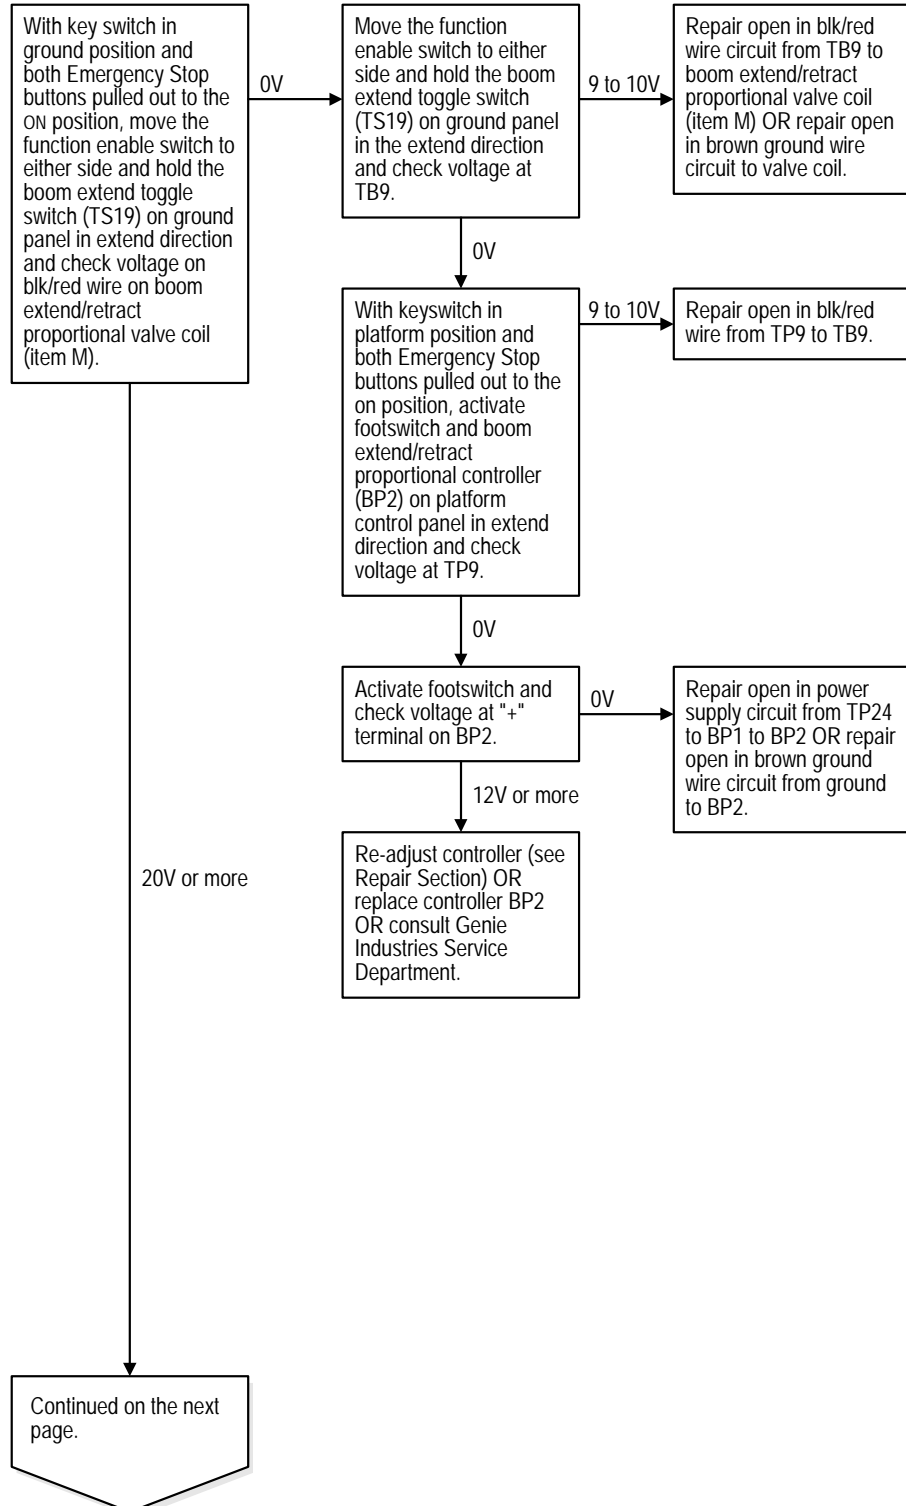 With key switch in
ground position and
both Emergency Stop
buttons pulled out to the
ON position, move the
function enable switch to
either side and hold the
boom extend toggle
switch (TS19) on ground
panel in extend direction
and check voltage on
blk/red wire on boom
extend/retract
proportional valve coil
(item M).
0V
Move the function
enable switch to either
side and hold the boom
extend toggle switch
(TS19) on ground panel
in the extend direction
and check voltage at
TB9.
9 to 10V
Repair open in blk/red
wire circuit from TB9 to
boom extend/retract
proportional valve coil
(item M) OR repair open
in brown ground wire
circuit to valve coil.
0V
With keyswitch in
platform position and
both Emergency Stop
buttons pulled out to the
on position, activate
footswitch and boom
extend/retract
proportional controller
(BP2) on platform
control panel in extend
direction and check
voltage at TP9.
9 to 10V
Repair open in blk/red
wire from TP9 to TB9.
0V
Activate footswitch and
check voltage at "+"
terminal on BP2.
0V
Repair open in power
supply circuit from TP24
to BP1 to BP2 OR repair
open in brown ground
wire circuit from ground
to BP2.
12V or more
Re-adjust controller (see
Repair Section) OR
replace controller BP2
OR consult Genie
Industries Service
Department.
20V or more
Continued on the next
page.